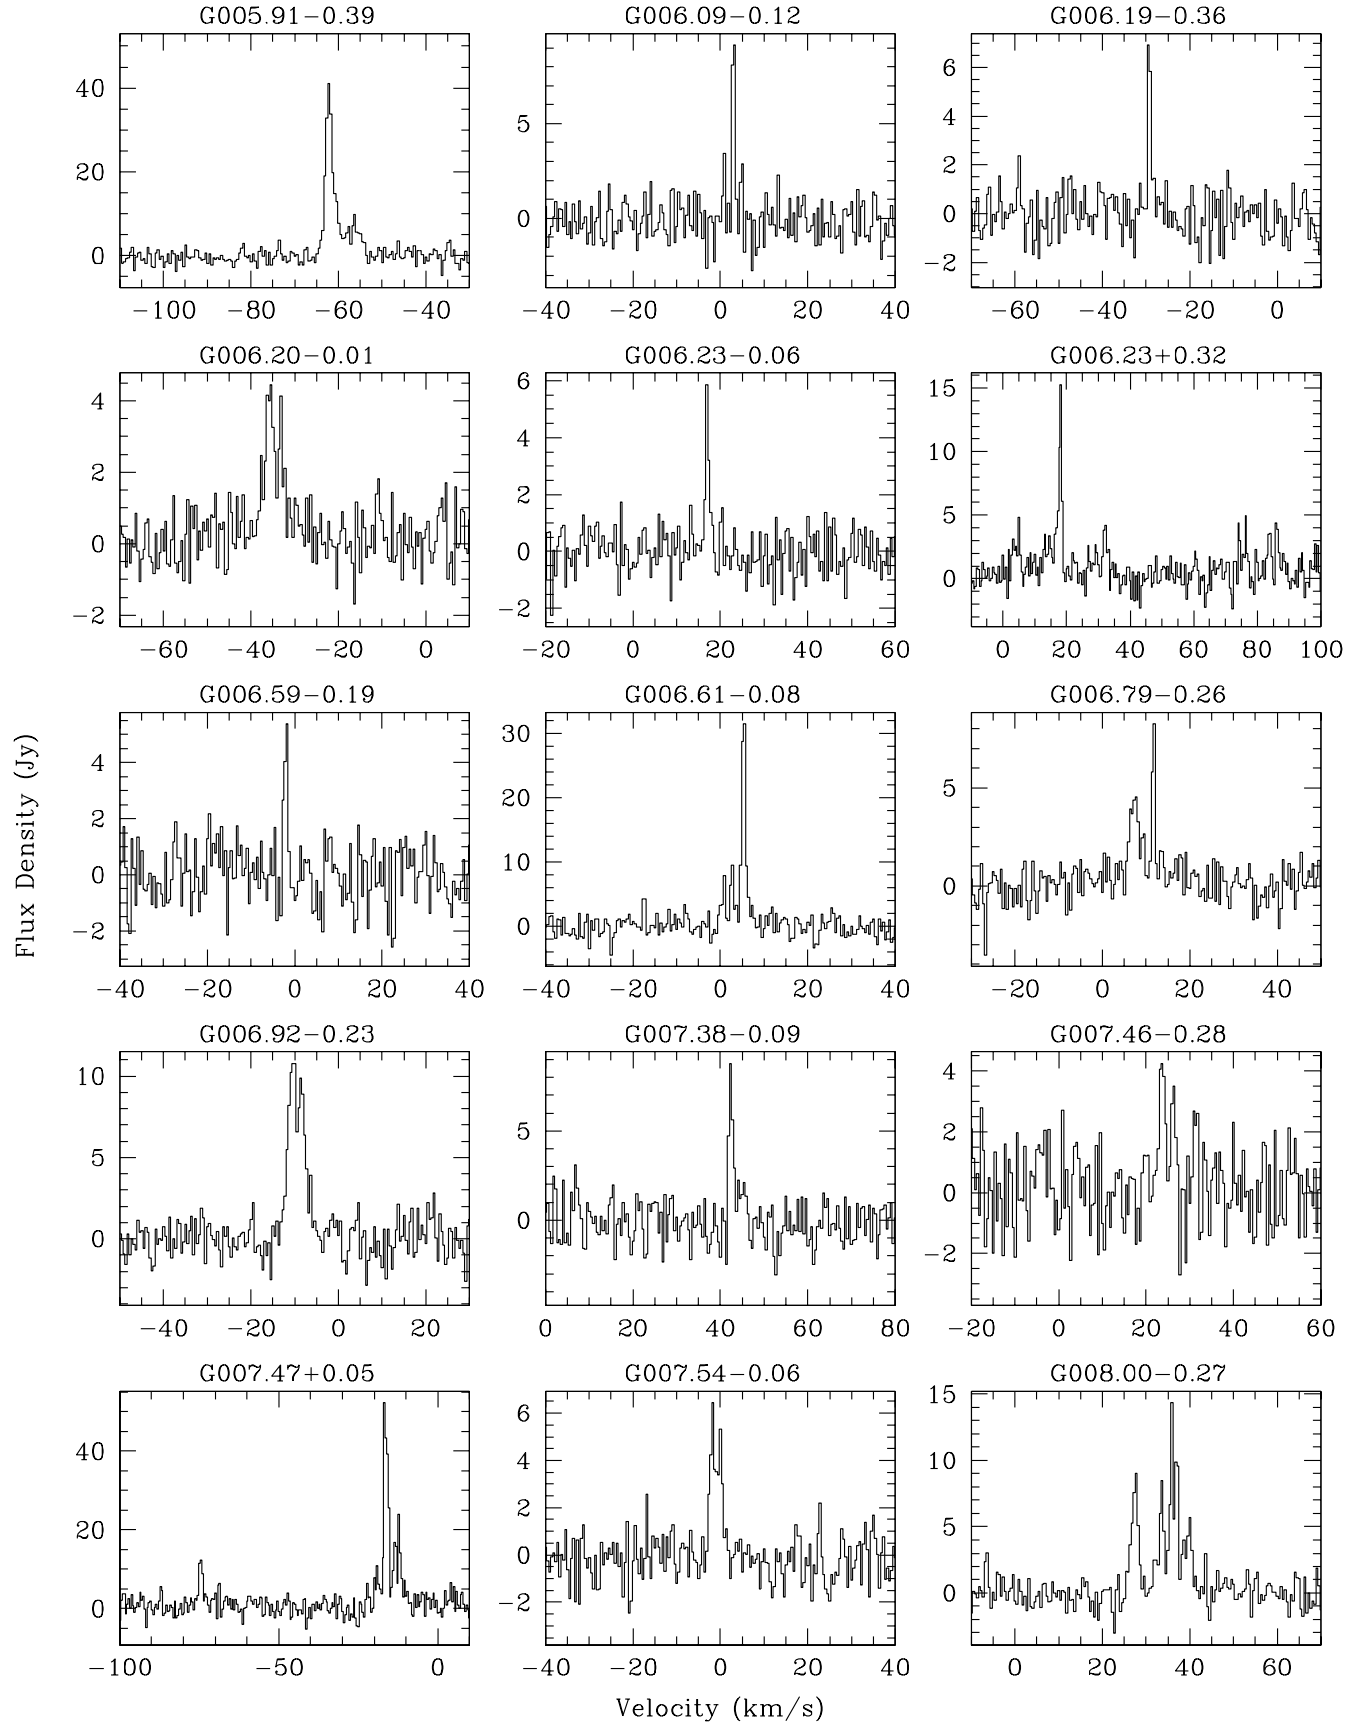 G005.91−0.39 G006.09−0.12 G006.19−0.36
40 20 0
5 0
6 4 2 0 −2
−100 −80 −60 −40
−40 −20 0 20 40
−60 −40 −20 0
G006.20−0.01 G006.23−0.06 G006.23+0.32
4 2 0 −2
6 4 2 0 −2
15 10 5 0
−60 −40 −20 0
−20 0 20 40 60
0 20 40 60 80 100
G006.59−0.19 G006.61−0.08 G006.79−0.26
4 2 0 −2
30 20 10 0
5 0
−40 −20 0 20 40
−40 −20 0 20 40
−20 0 20 40
Flux Density (Jy)
G006.92−0.23 G007.38−0.09 G007.46−0.28
10 5 0
5 0
4 2 0 −2
−40 −20 0 20
0 20 40 60 80
−20 0 20 40 60
G007.47+0.05 G007.54−0.06 G008.00−0.27
40 20 0
6 4 2 0 −2
15 10 5 0
−100 −50 0
−40 −20 0 20 40
0 20 40 60
Velocity (km/s)